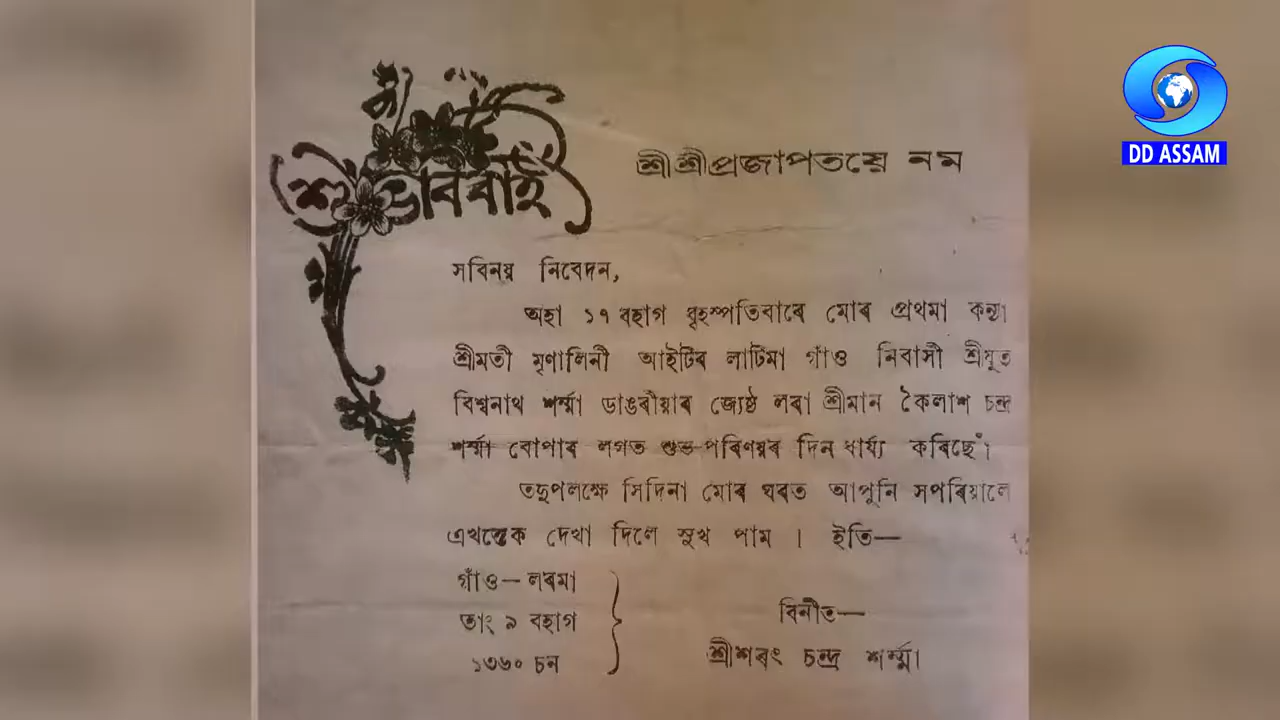 DD ASSAM
শুভবিবাহ
শ্রীশ্রীপ্ৰজাপতয়ে নম
সবিনয় নিবেদন,
অহা ১৭ বহাগ বৃহস্পতিবাৰে মোৰ প্ৰথমা কন্যা
শ্ৰীমতী মৃণালিনী আইটিৰ লাটিমা গাঁও নিবাসী শ্ৰীযুত
বিশ্বনাথ শৰ্ম্মা ডাঙৰীয়াৰ জ্যেষ্ঠ লৰা শ্ৰীমান কৈলাশ চন্দ্ৰ
শৰ্ম্মা বোপাৰ লগত শুভ-পৰিণয়ৰ দিন ধাৰ্য্য কৰিছোঁ।
তদুপলক্ষে সিদিনা মোৰ ঘৰত আপুনি সপৰিয়ালে
এখন্তেক দেখা দিলে সুখ পাম । ইতি—
গাঁও—লৰমা
তাং ৯ বহাগ
১৩৬০ চন
বিনীত—
শ্ৰীশৰৎ চন্দ্ৰ শৰ্ম্মা